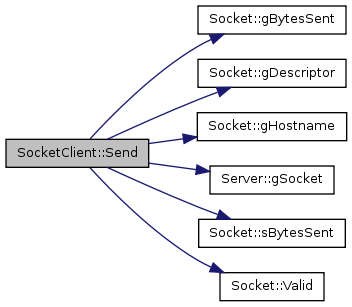 Socket::gBytesSent
Socket::gDescriptor
Socket::gHostname
SocketClient::Send
Server::gSocket
Socket::sBytesSent
Socket::Valid